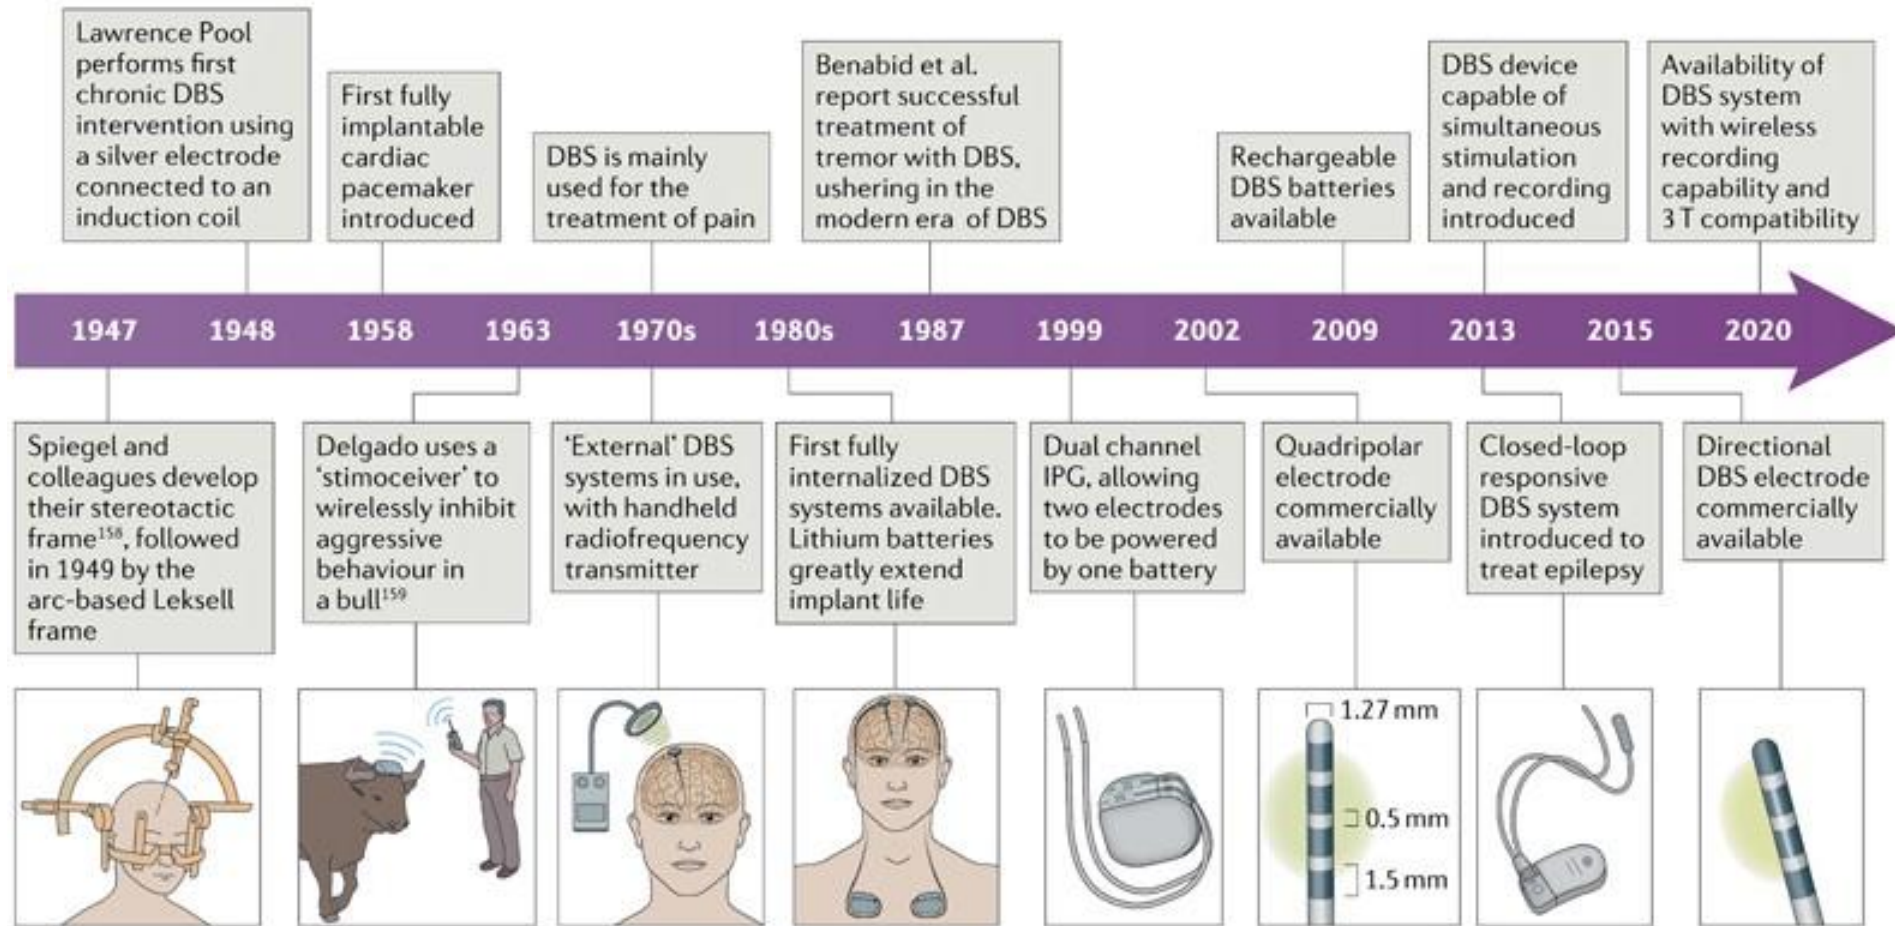 Lawrence Pool
performs first
chronic DBS
intervention using
a silver electrode
connected to an
induction coil
First fully
implantable
cardiac
pacemaker
introduced
DBS is mainly
used for the
treatment of pain
Benabid et al.
report successful
treatment of
tremor with DBS,
ushering in the
modern era of DBS
Rechargeable
DBS batteries
available
DBS device
capable of
simultaneous
stimulation
and recording
introduced
Availability of
DBS system
with wireless
recording
capability and
3 T compatibility
1947 1948 1958 1963 1970s 1980s 1987 1999 2002 2009 2013 2015 2020
Spiegel and
colleagues develop
their stereotactic
frame¹⁵⁸, followed
in 1949 by the
arc-based Leksell
frame
Delgado uses a
‘stimoceiver’ to
wirelessly inhibit
aggressive
behaviour in
a bull¹⁵⁹
‘External’ DBS
systems in use,
with handheld
radiofrequency
transmitter
First fully
internalized DBS
systems available.
Lithium batteries
greatly extend
implant life
Dual channel
IPG, allowing
two electrodes
to be powered
by one battery
Quadripolar
electrode
commercially
available
Closed-loop
responsive
DBS system
introduced to
treat epilepsy
Directional
DBS electrode
commercially
available
1.27 mm
0.5 mm
1.5 mm